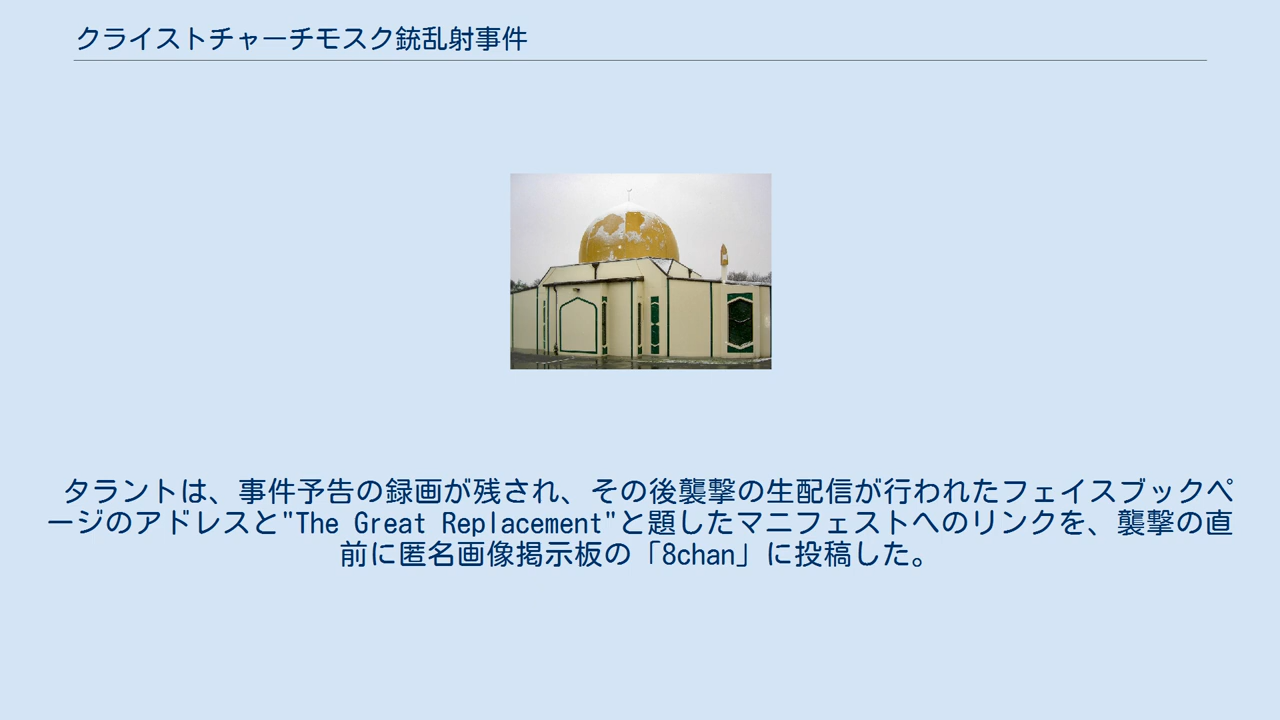 クライストチャーチモスク銃乱射事件
タラントは、事件予告の録画が残され、その後襲撃の生配信が行われたフェイスブックペ
ージのアドレスと"The Great Replacement"と題したマニフェストへのリンクを、襲撃の直
前に匿名画像掲示板の「8chan」に投稿した。